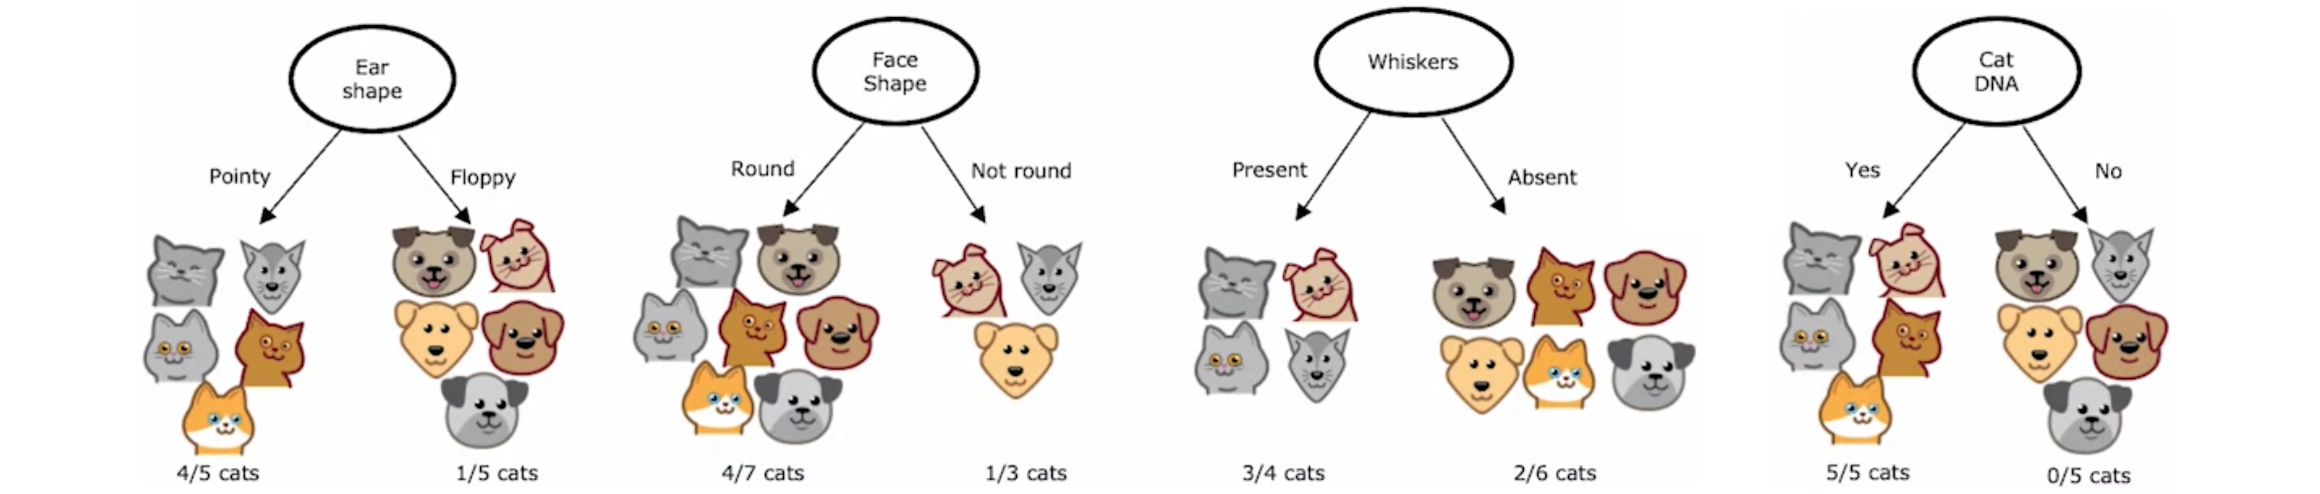 Ear
shape
Pointy
Floppy
4/5 cats
1/5 cats
Face
Shape
Round
Not round
4/7 cats
1/3 cats
Whiskers
Present
Absent
3/4 cats
2/6 cats
Cat
DNA
Yes
No
5/5 cats
0/5 cats